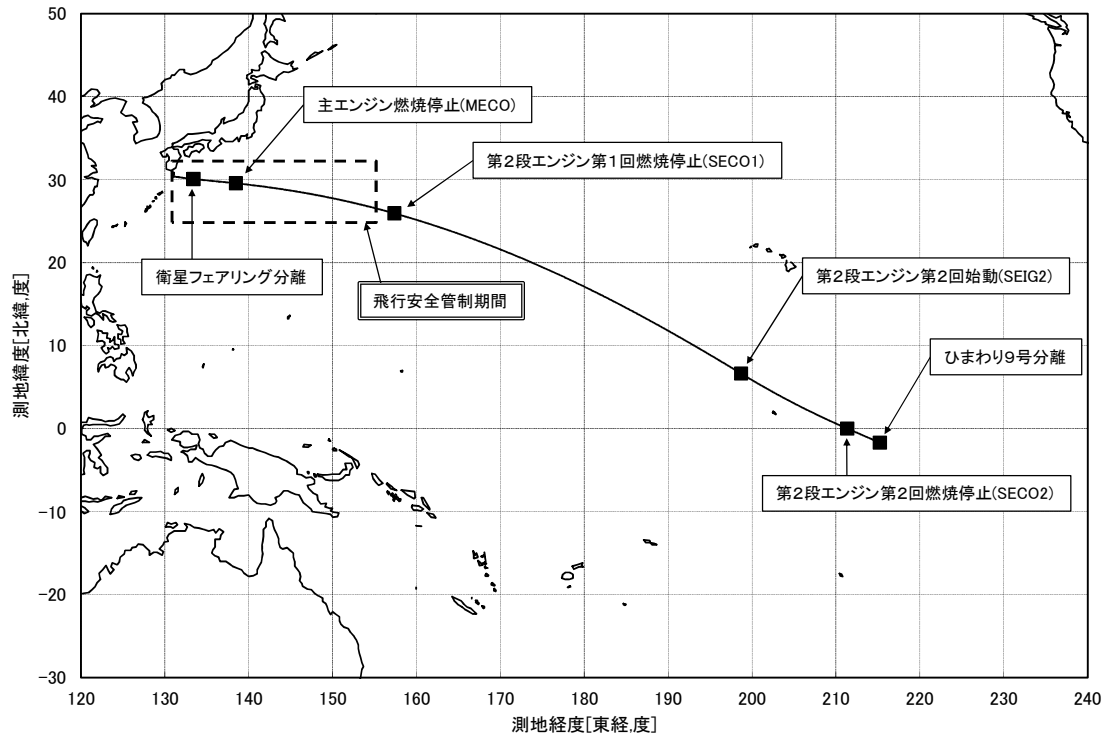 50
40
30
20
10
0
-10
-20
-30
120
130
140
150
160
170
180
190
200
210
220
230
240
測地緯度[北緯,度]
測地経度[東経,度]
主エンジン燃焼停止(MECO)
第2段エンジン第1回燃焼停止(SECO1)
衛星フェアリング分離
飛行安全管制期間
第2段エンジン第2回始動(SEIG2)
ひまわり9号分離
第2段エンジン第2回燃焼停止(SECO2)